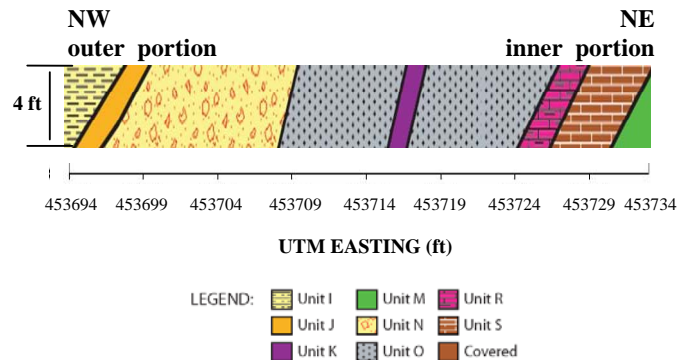 NW NE
outer portion inner portion
4 ft
453694 453699 453704 453709 453714 453719 453724 453729 453734
UTM EASTING (ft)
LEGEND: Unit I Unit M Unit R
Unit J Unit N Unit S
Unit K Unit O Covered